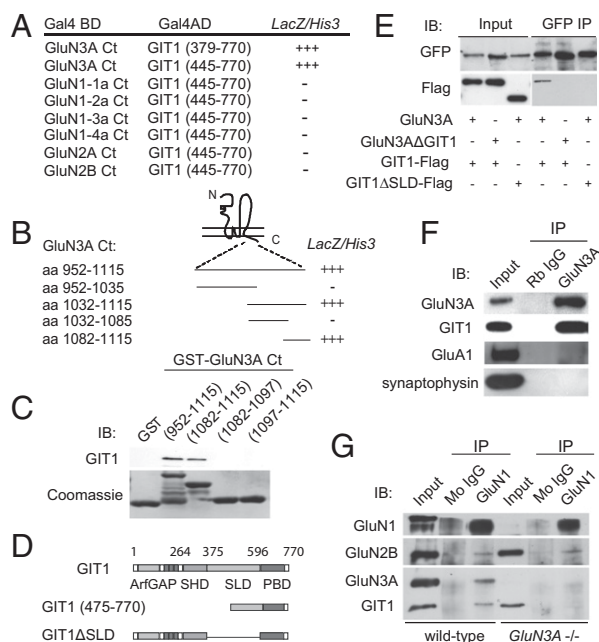 A
Gal4 BD Gal4AD LacZ/His3
GluN3A Ct GIT1 (379-770) +++
GluN3A Ct GIT1 (445-770) +++
GluN1-1a Ct GIT1 (445-770) -
GluN1-2a Ct GIT1 (445-770) -
GluN1-3a Ct GIT1 (445-770) -
GluN1-4a Ct GIT1 (445-770) -
GluN2A Ct GIT1 (445-770) -
GluN2B Ct GIT1 (445-770) -
B
N
C
GluN3A Ct: LacZ/His3
aa 952-1115 +++
aa 952-1035 -
aa 1032-1115 +++
aa 1032-1085 -
aa 1082-1115 +++
C
GST-GluN3A Ct
IB: GST (952-1115) (1082-1115) (1082-1097) (1097-1115)
GIT1
Coomassie
D
1 264 375 596 770
GIT1
ArfGAP SHD SLD PBD
GIT1 (475-770)
GIT1ΔSLD
E
IB: Input GFP IP
GFP
Flag
GluN3A + - + + - +
GluN3AΔGIT1 - + - - + -
GIT1-Flag + + - + + -
GIT1ΔSLD-Flag - - + - - +
F
IP
IB: Input Rb IgG GluN3A
GluN3A
GIT1
GluA1
synaptophysin
G
IP IP
IB: Input Mo IgG GluN1 Input Mo IgG GluN1
GluN1
GluN2B
GluN3A
GIT1
wild-type GluN3A -/-